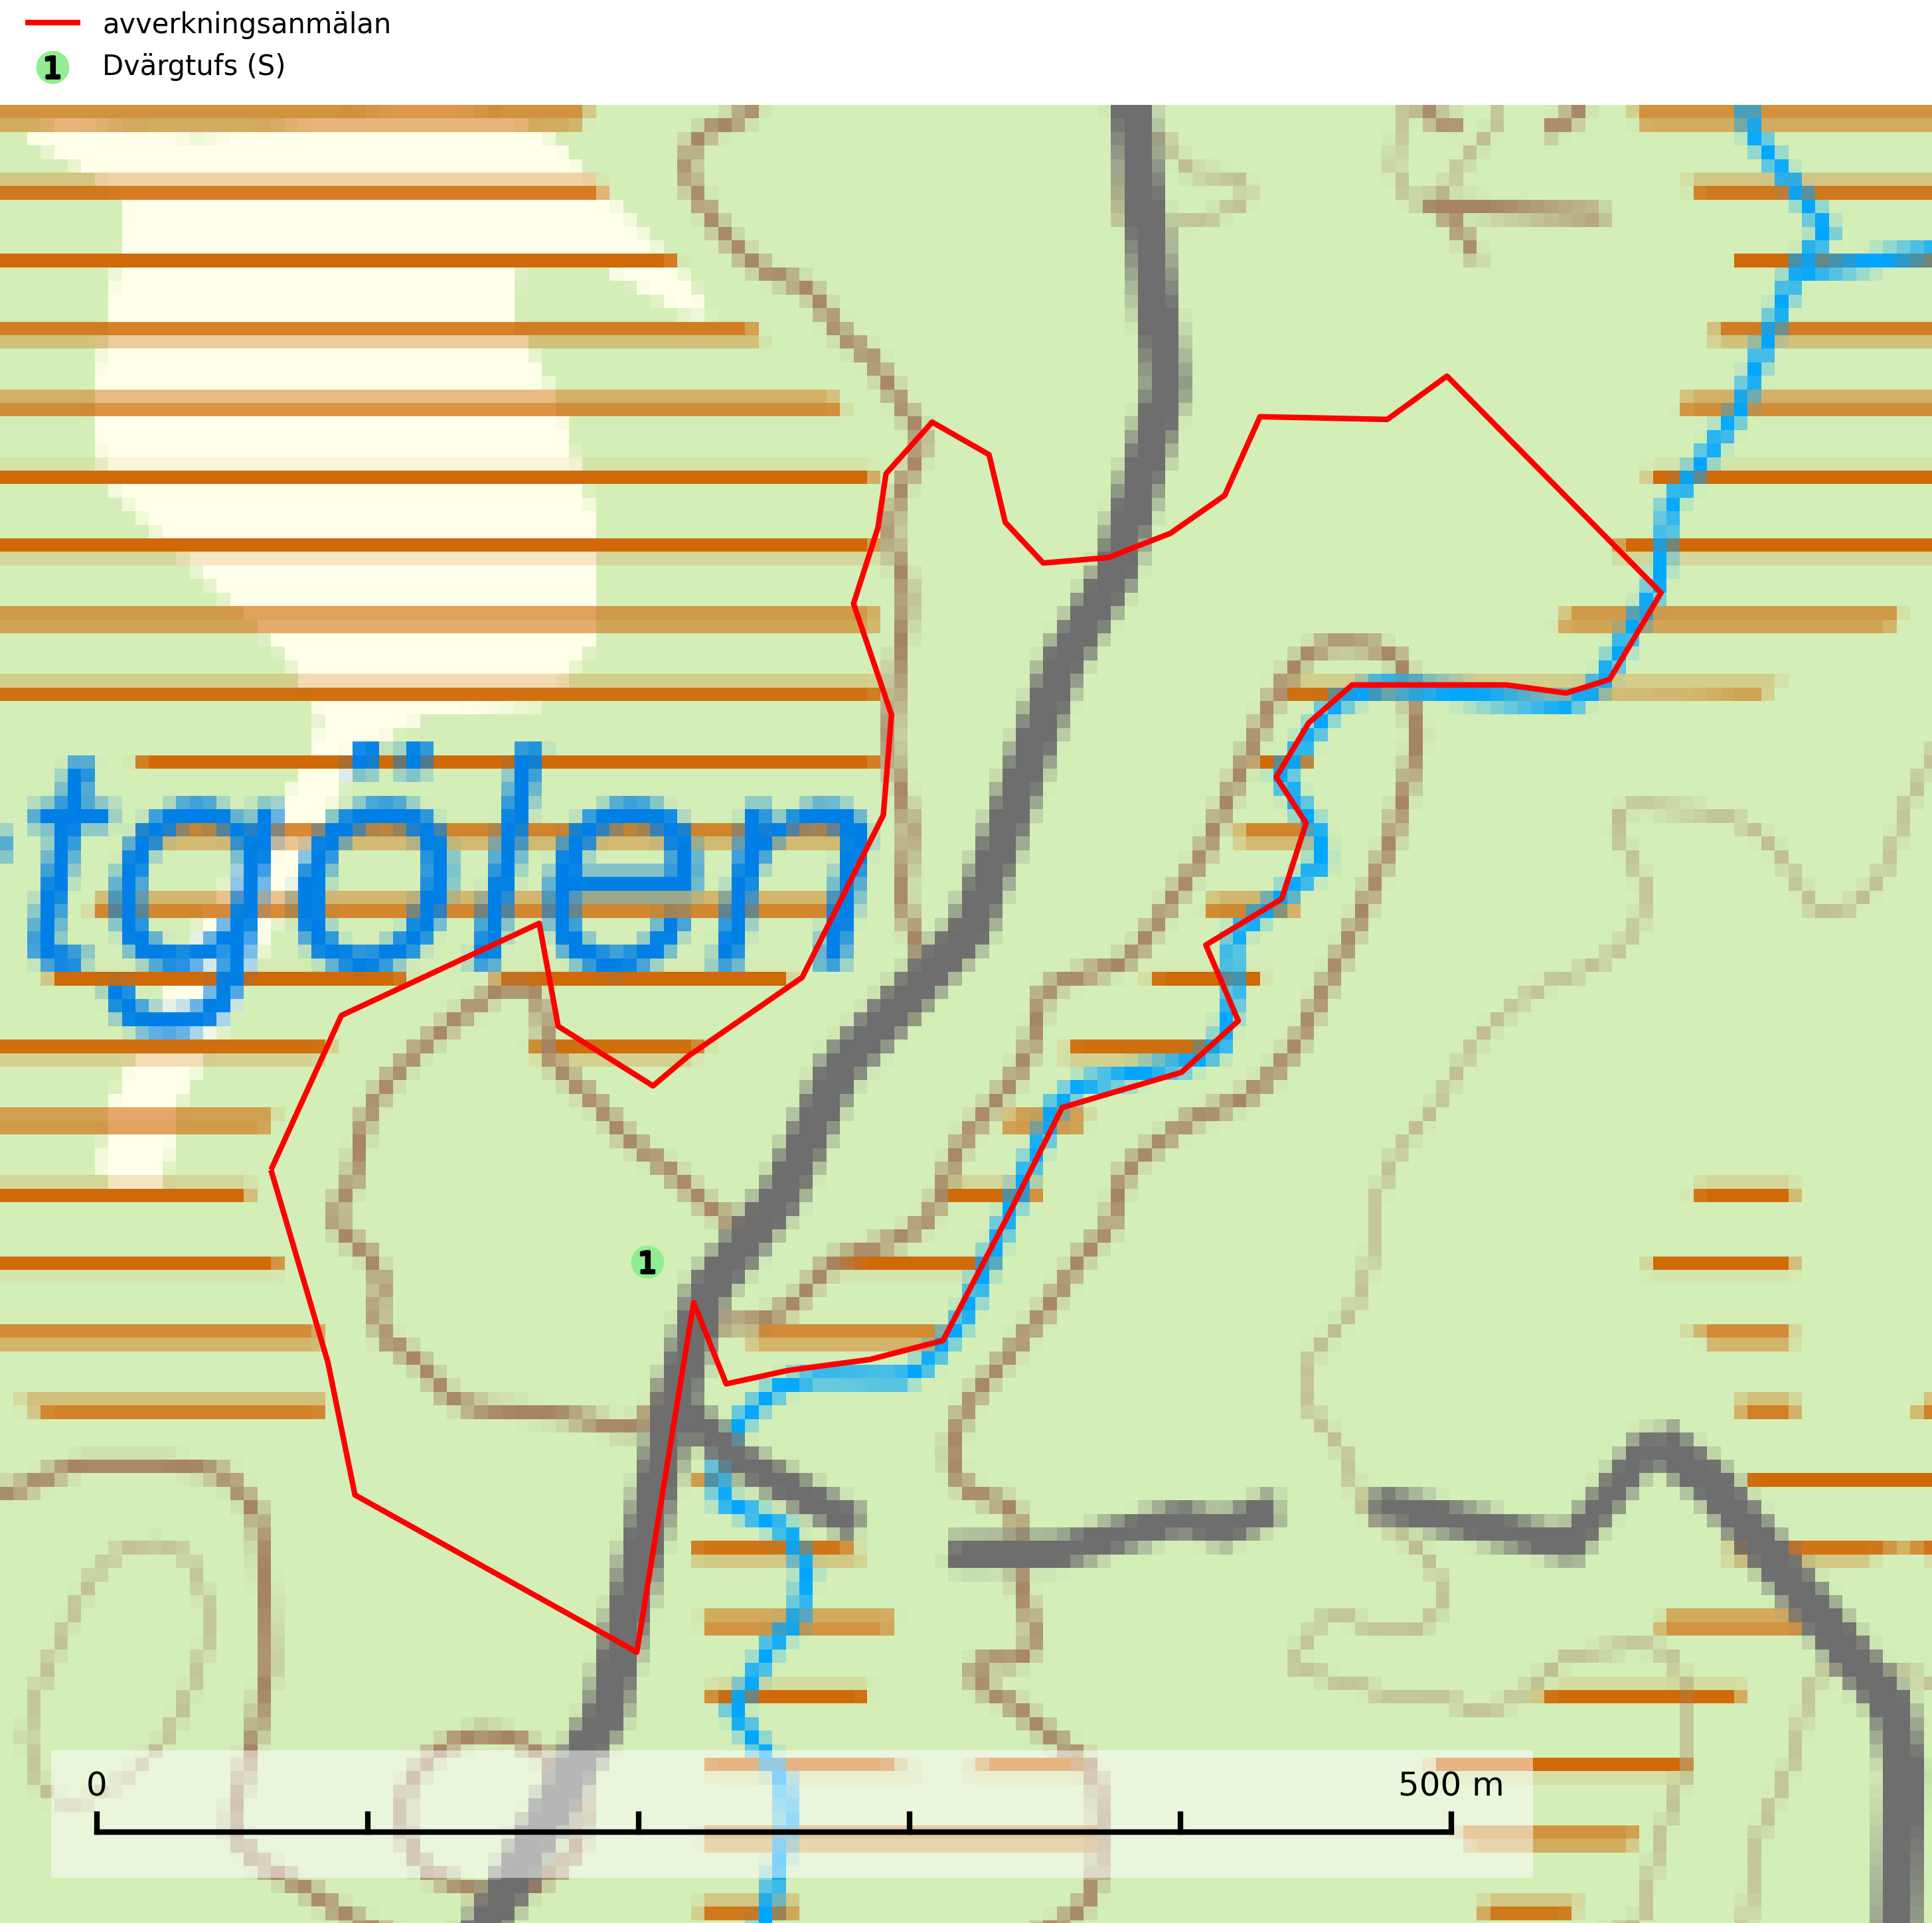 avverkningsanmälan
1 Dvärgtufs (S)
tgölen
1
0 500 m